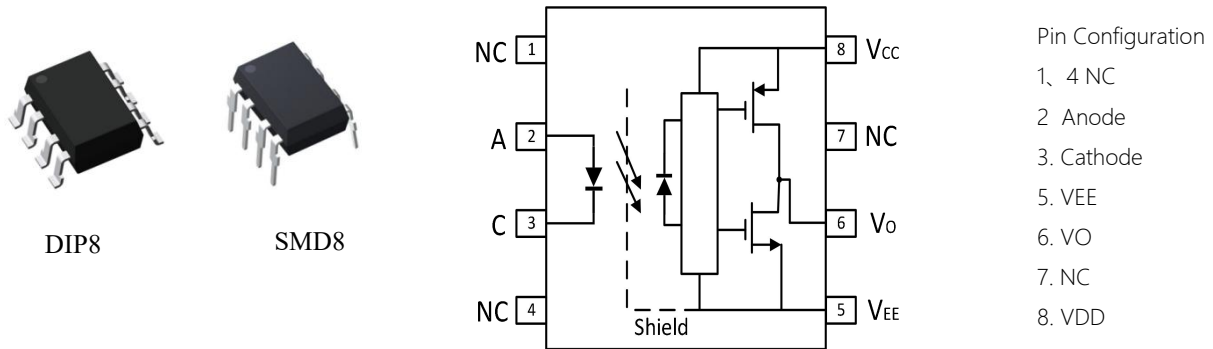 DIP8
SMD8
NC 1
A 2
C 3
NC 4
8 VCC
7 NC
6 VO
5 VEE
Shield
Pin Configuration
1、4 NC
2 Anode
3. Cathode
5. VEE
6. VO
7. NC
8. VDD